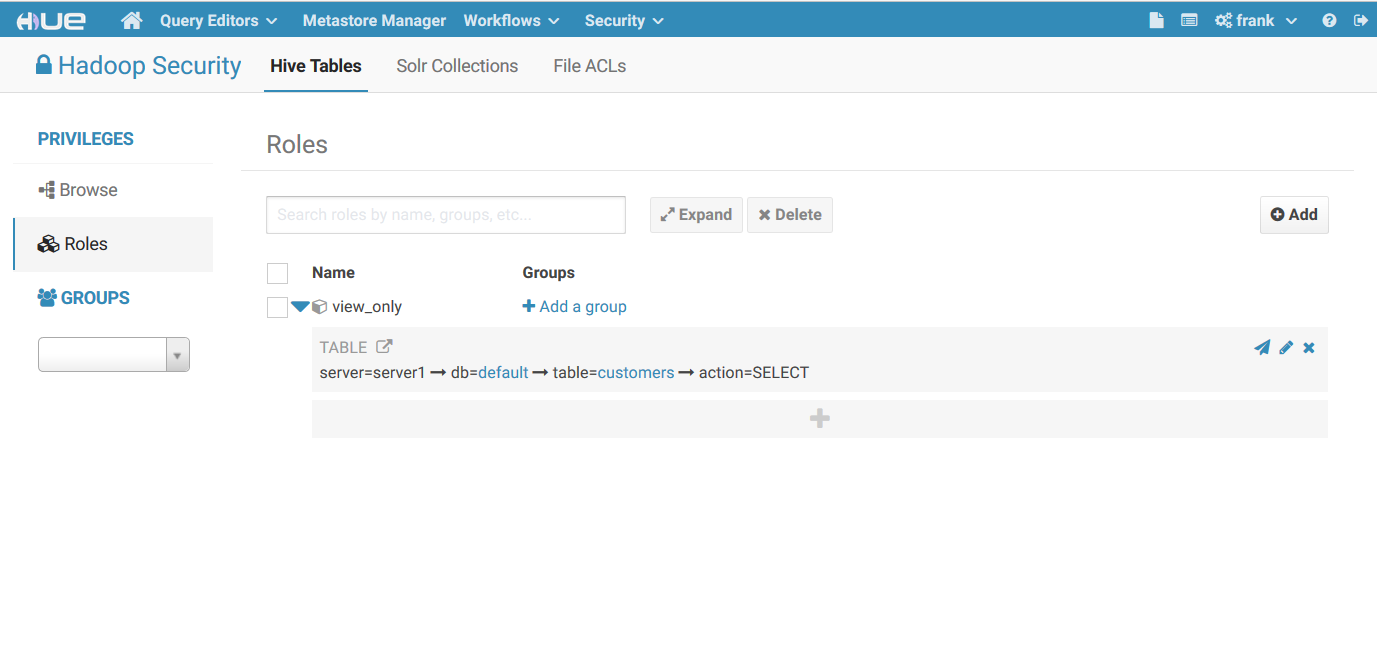 HUE Query Editors Metastore Manager Workflows Security frank
Hadoop Security Hive Tables Solr Collections File ACLs
PRIVILEGES
Browse
Roles
GROUPS
Roles
Search roles by name, groups, etc... Expand Delete Add
Name Groups
view_only Add a group
TABLE
server=server1 → db=default → table=customers → action=SELECT